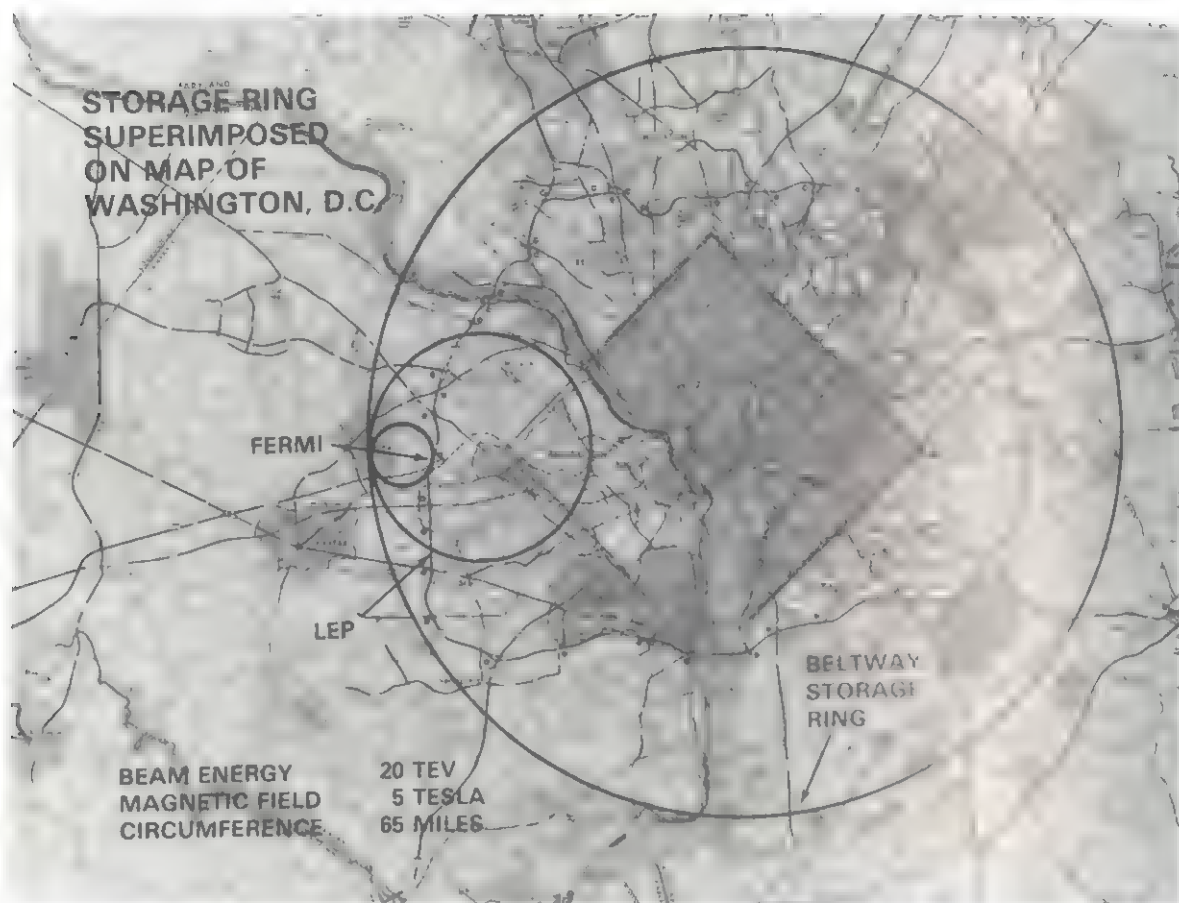 STORAGE RING
SUPERIMPOSED
ON MAP OF
WASHINGTON, D.C.
MARYLAND
FERMI
LEP
BELTWAY
STORAGE
RING
BEAM ENERGY 20 TEV
MAGNETIC FIELD 5 TESLA
CIRCUMFERENCE 65 MILES